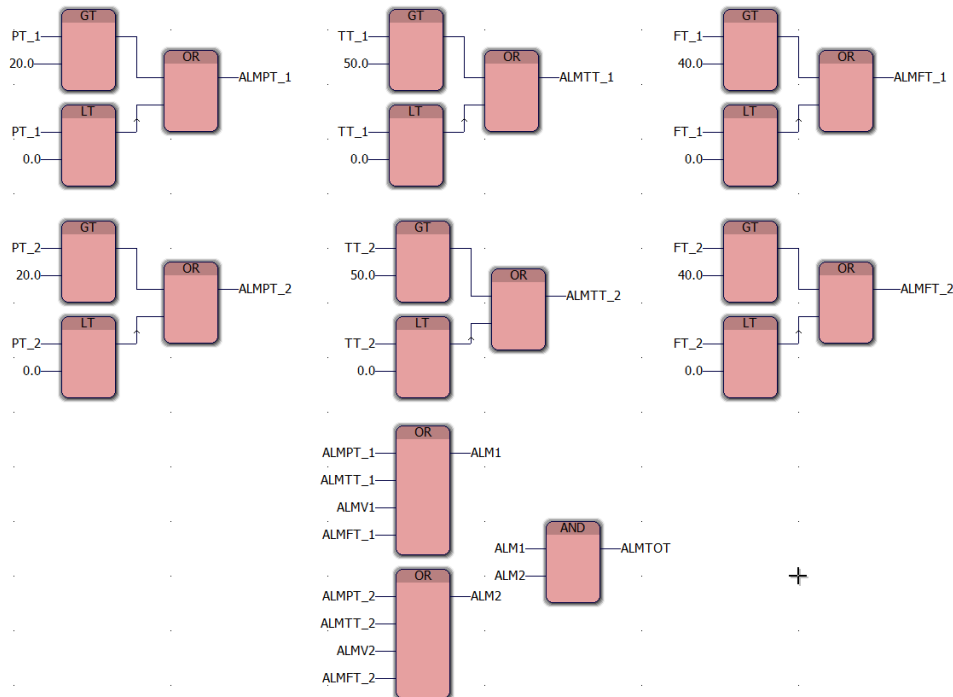 GT GT GT
PT_1 TT_1 FT_1
20.0 OR ALMPT_1 50.0 OR ALMTT_1 40.0 OR ALMFT_1
LT LT LT
PT_1 TT_1 FT_1
0.0 0.0 0.0
GT GT GT
PT_2 TT_2 FT_2
20.0 OR ALMPT_2 50.0 OR ALMTT_2 40.0 OR ALMFT_2
LT LT LT
PT_2 TT_2 FT_2
0.0 0.0 0.0
OR
ALMPT_1 ALM1
ALMTT_1
ALMV1
ALMFT_1
AND
ALM1 ALMTOT
ALM2
OR
ALMPT_2 ALM2
ALMTT_2
ALMV2
ALMFT_2